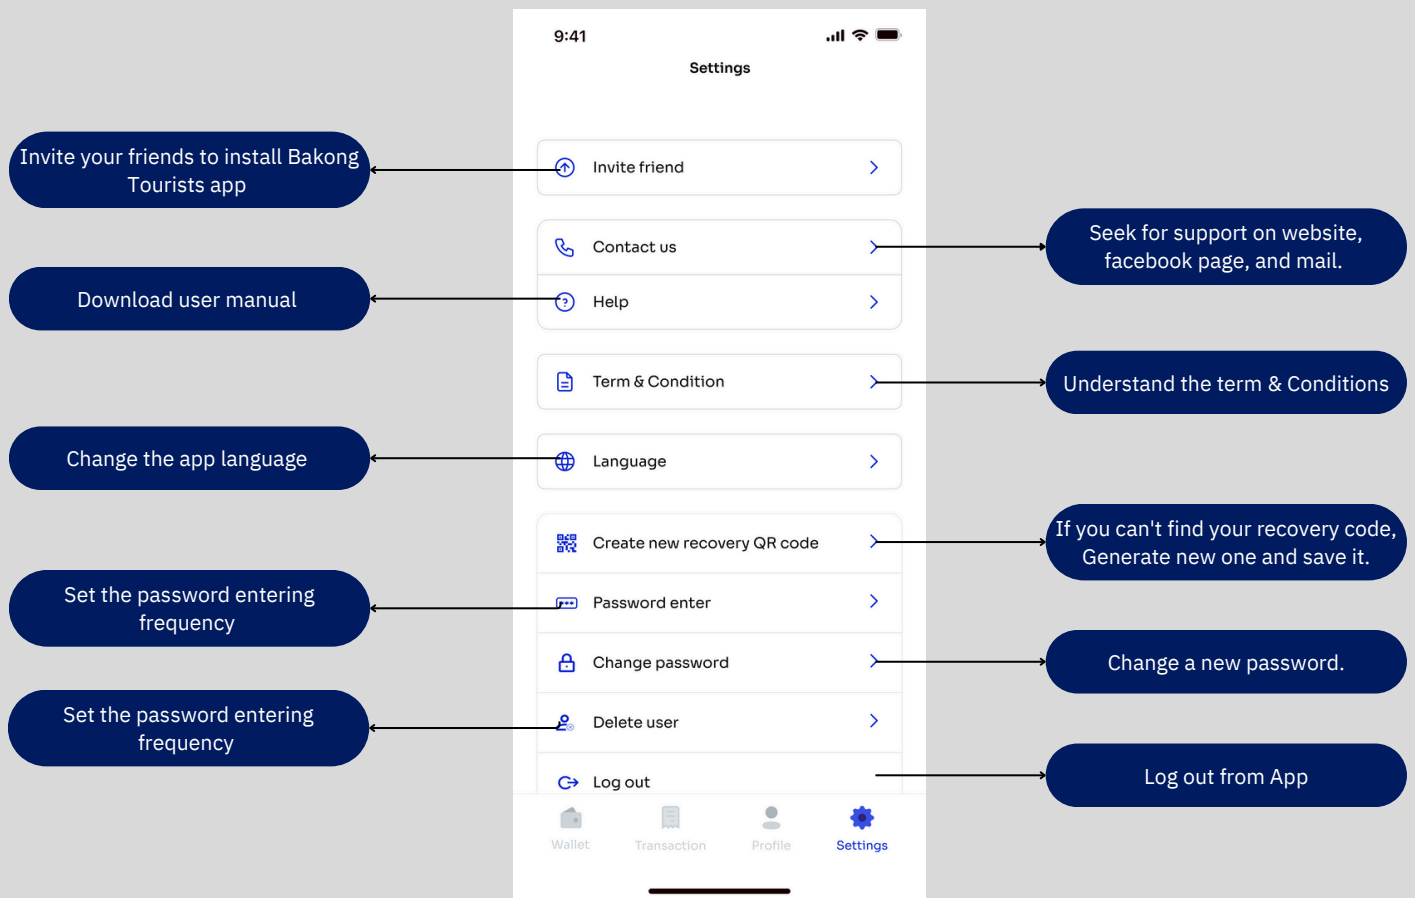 9:41
Settings
Invite your friends to install Bakong
Tourists app
Invite friend
Contact us
Seek for support on website,
facebook page, and mail.
Download user manual
Help
Term & Condition
Understand the term & Conditions
Change the app language
Language
Create new recovery QR code
If you can't find your recovery code,
Generate new one and save it.
Set the password entering
frequency
Password enter
Change password
Change a new password.
Set the password entering
frequency
Delete user
Log out
Log out from App
Wallet
Transaction
Profile
Settings